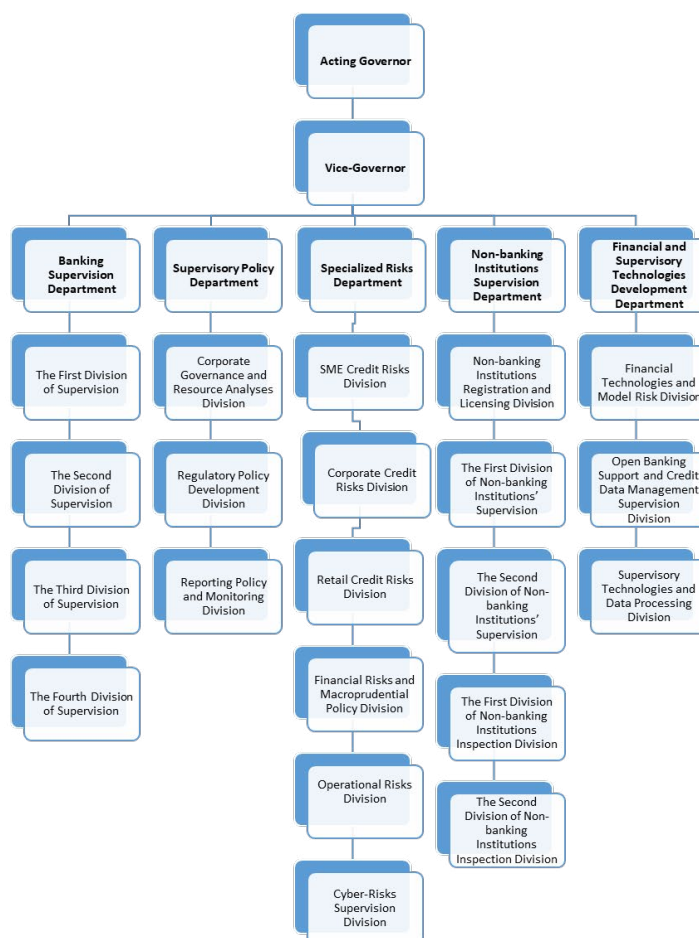 Acting Governor
Vice-Governor
Banking
Supervision
Department
The First Division
of Supervision
The Second
Division of
Supervision
The Third Division
of Supervision
The Fourth Division
of Supervision
Supervisory Policy
Department
Corporate
Governance and
Resource Analyses
Division
Regulatory Policy
Development
Division
Reporting Policy
and Monitoring
Division
Specialized Risks
Department
SME Credit Risks
Division
Corporate Credit
Risks Division
Retail Credit Risks
Division
Financial Risks and
Macroprudential
Policy Division
Operational Risks
Division
Cyber-Risks
Supervision
Division
Non-banking
Institutions
Supervision
Department
Non-banking
Institutions
Registration and
Licensing Division
The First Division
of Non-banking
Institutions’
Supervision
The Second
Division of Non-
banking
Institutions’
Supervision
The First Division
of Non-banking
Institutions
Inspection Division
The Second
Division of Non-
banking
Institutions
Inspection Division
Financial and
Supervisory
Technologies
Development
Department
Financial
Technologies and
Model Risk Division
Open Banking
Support and Credit
Data Management
Supervision
Division
Supervisory
Technologies and
Data Processing
Division